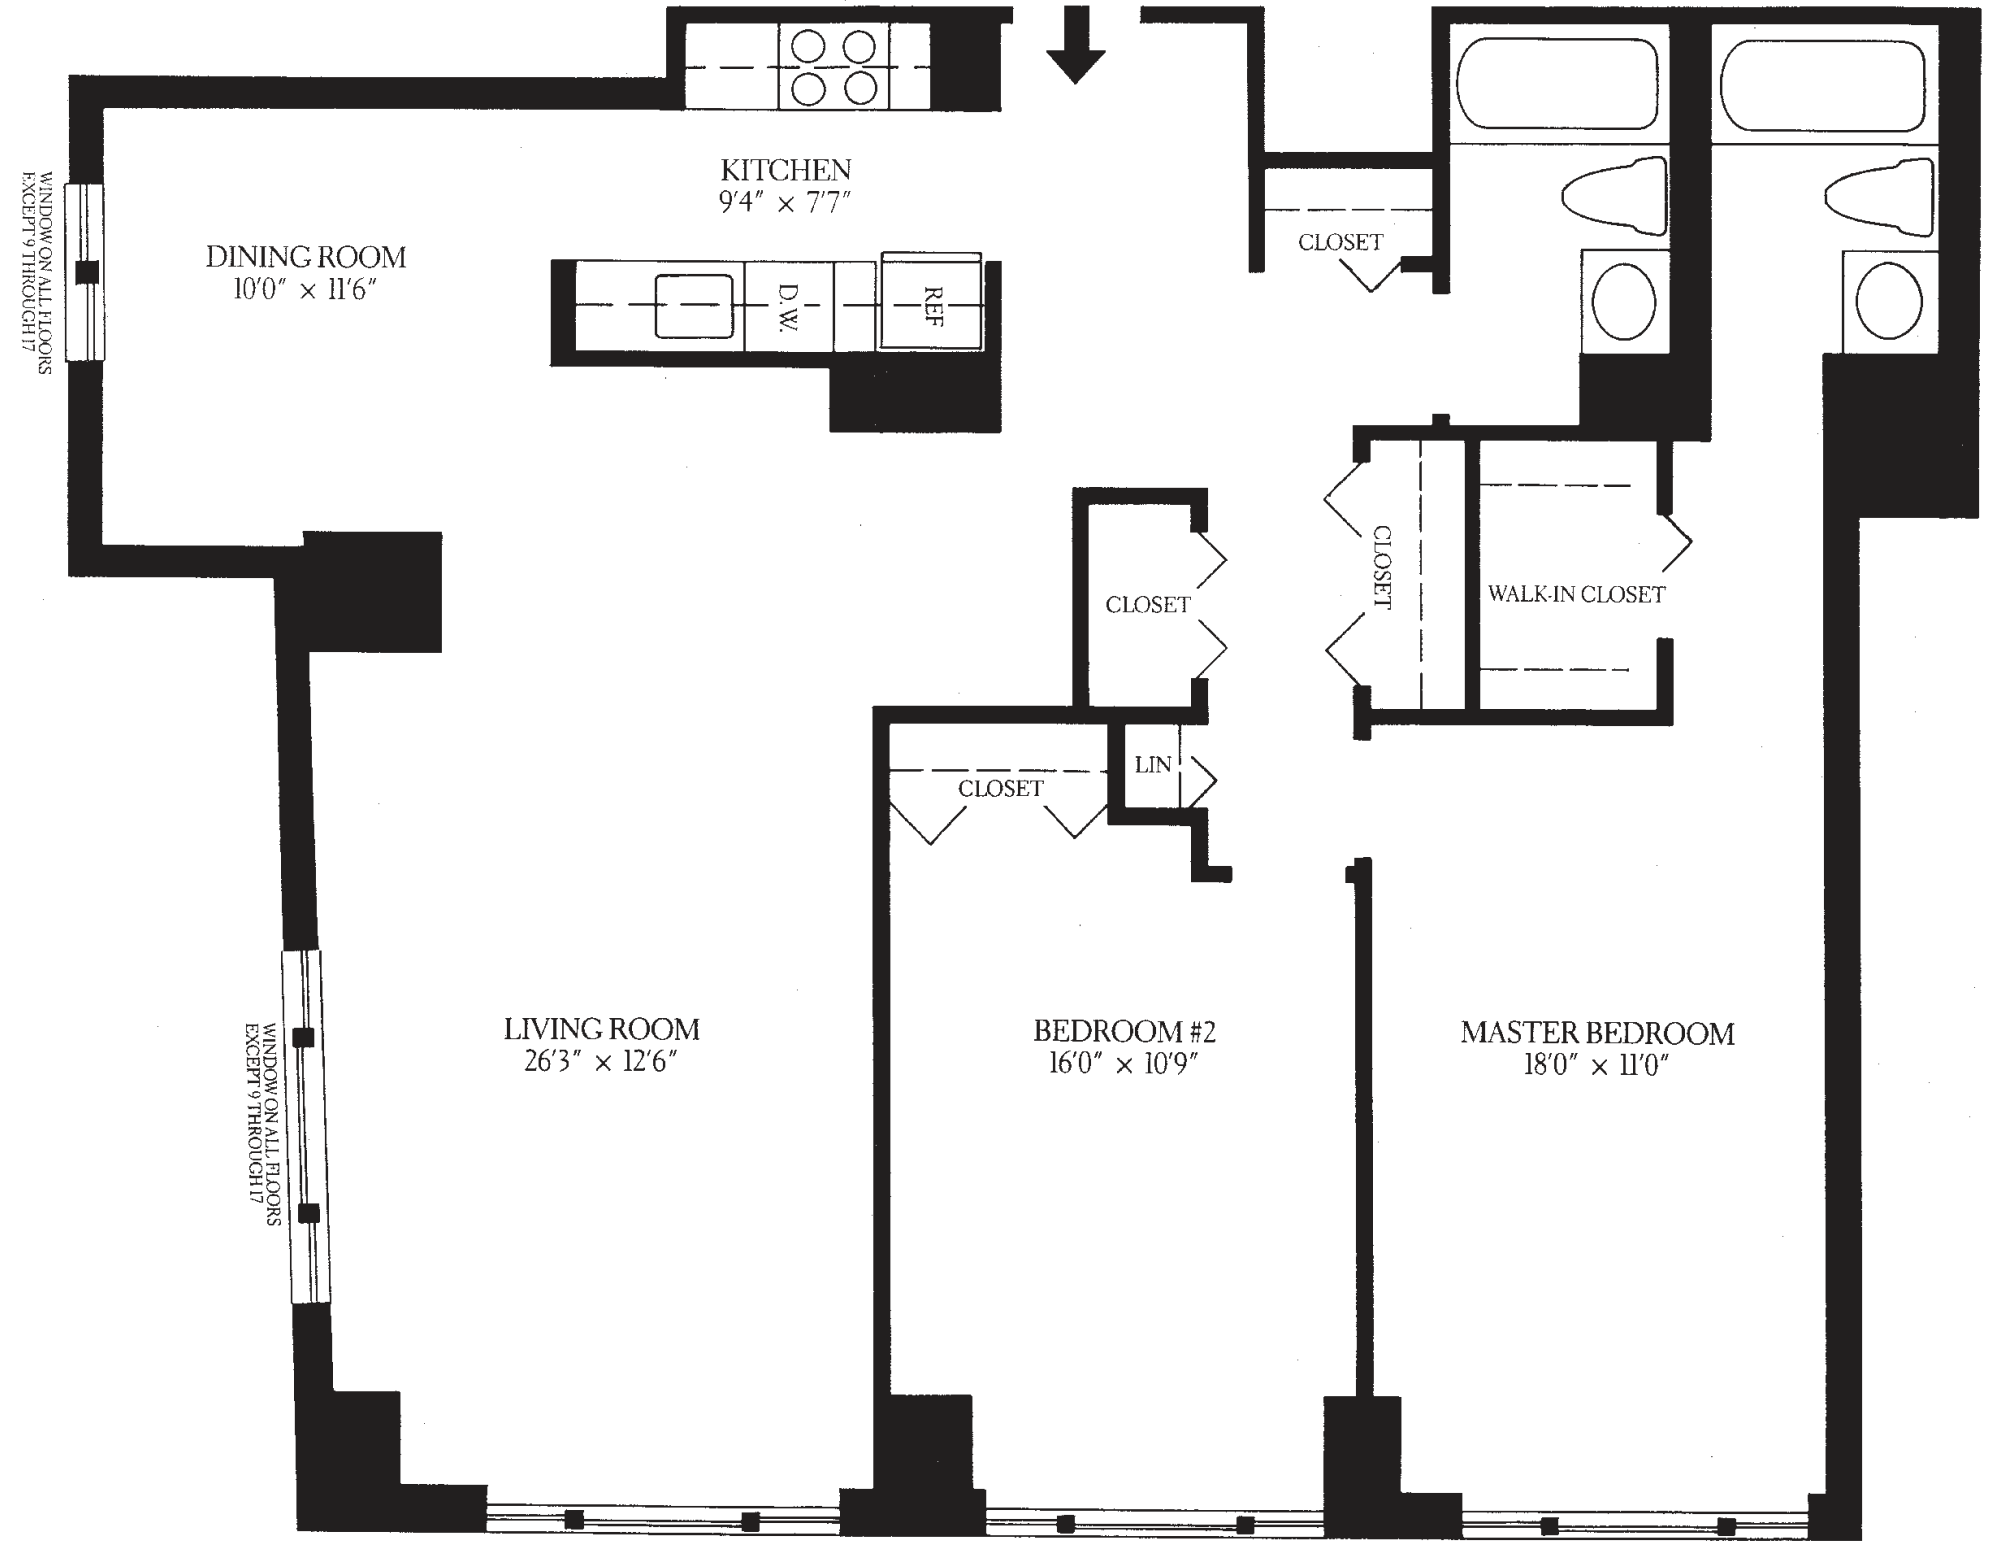 KITCHEN
9'4" × 7'7"
DINING ROOM
10'0" × 11'6"
WINDOW ON ALL FLOORS
EXCEPT 9 THROUGH 17
CLOSET
D.W.
REF
CLOSET
CLOSET
WALK-IN CLOSET
LIN
CLOSET
LIVING ROOM
26'3" × 12'6"
BEDROOM #2
16'0" × 10'9"
MASTER BEDROOM
18'0" × 11'0"
WINDOW ON ALL FLOORS
EXCEPT 9 THROUGH 17